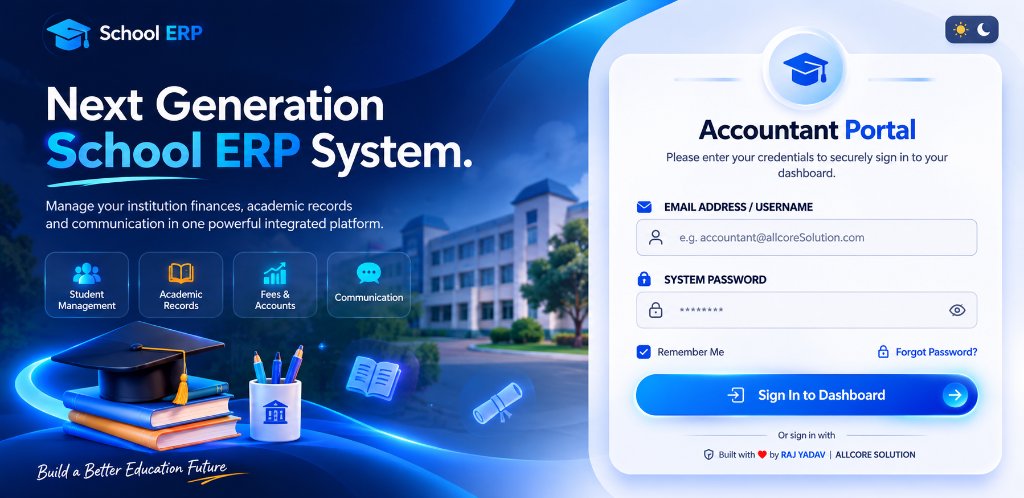 School ERP
Next Generation
School ERP System.
Manage your institution finances, academic records
and communication in one powerful integrated platform.
Student
Management
Academic
Records
Fees &
Accounts
Communication
Build a Better Education Future
Accountant Portal
Please enter your credentials to securely sign in to your
dashboard.
EMAIL ADDRESS / USERNAME
e.g. accountant@allcoreSolution.com
SYSTEM PASSWORD
********
Remember Me
Forgot Password?
Sign In to Dashboard
Or sign in with
Built with ❤ by RAJ YADAV | ALLCORE SOLUTION